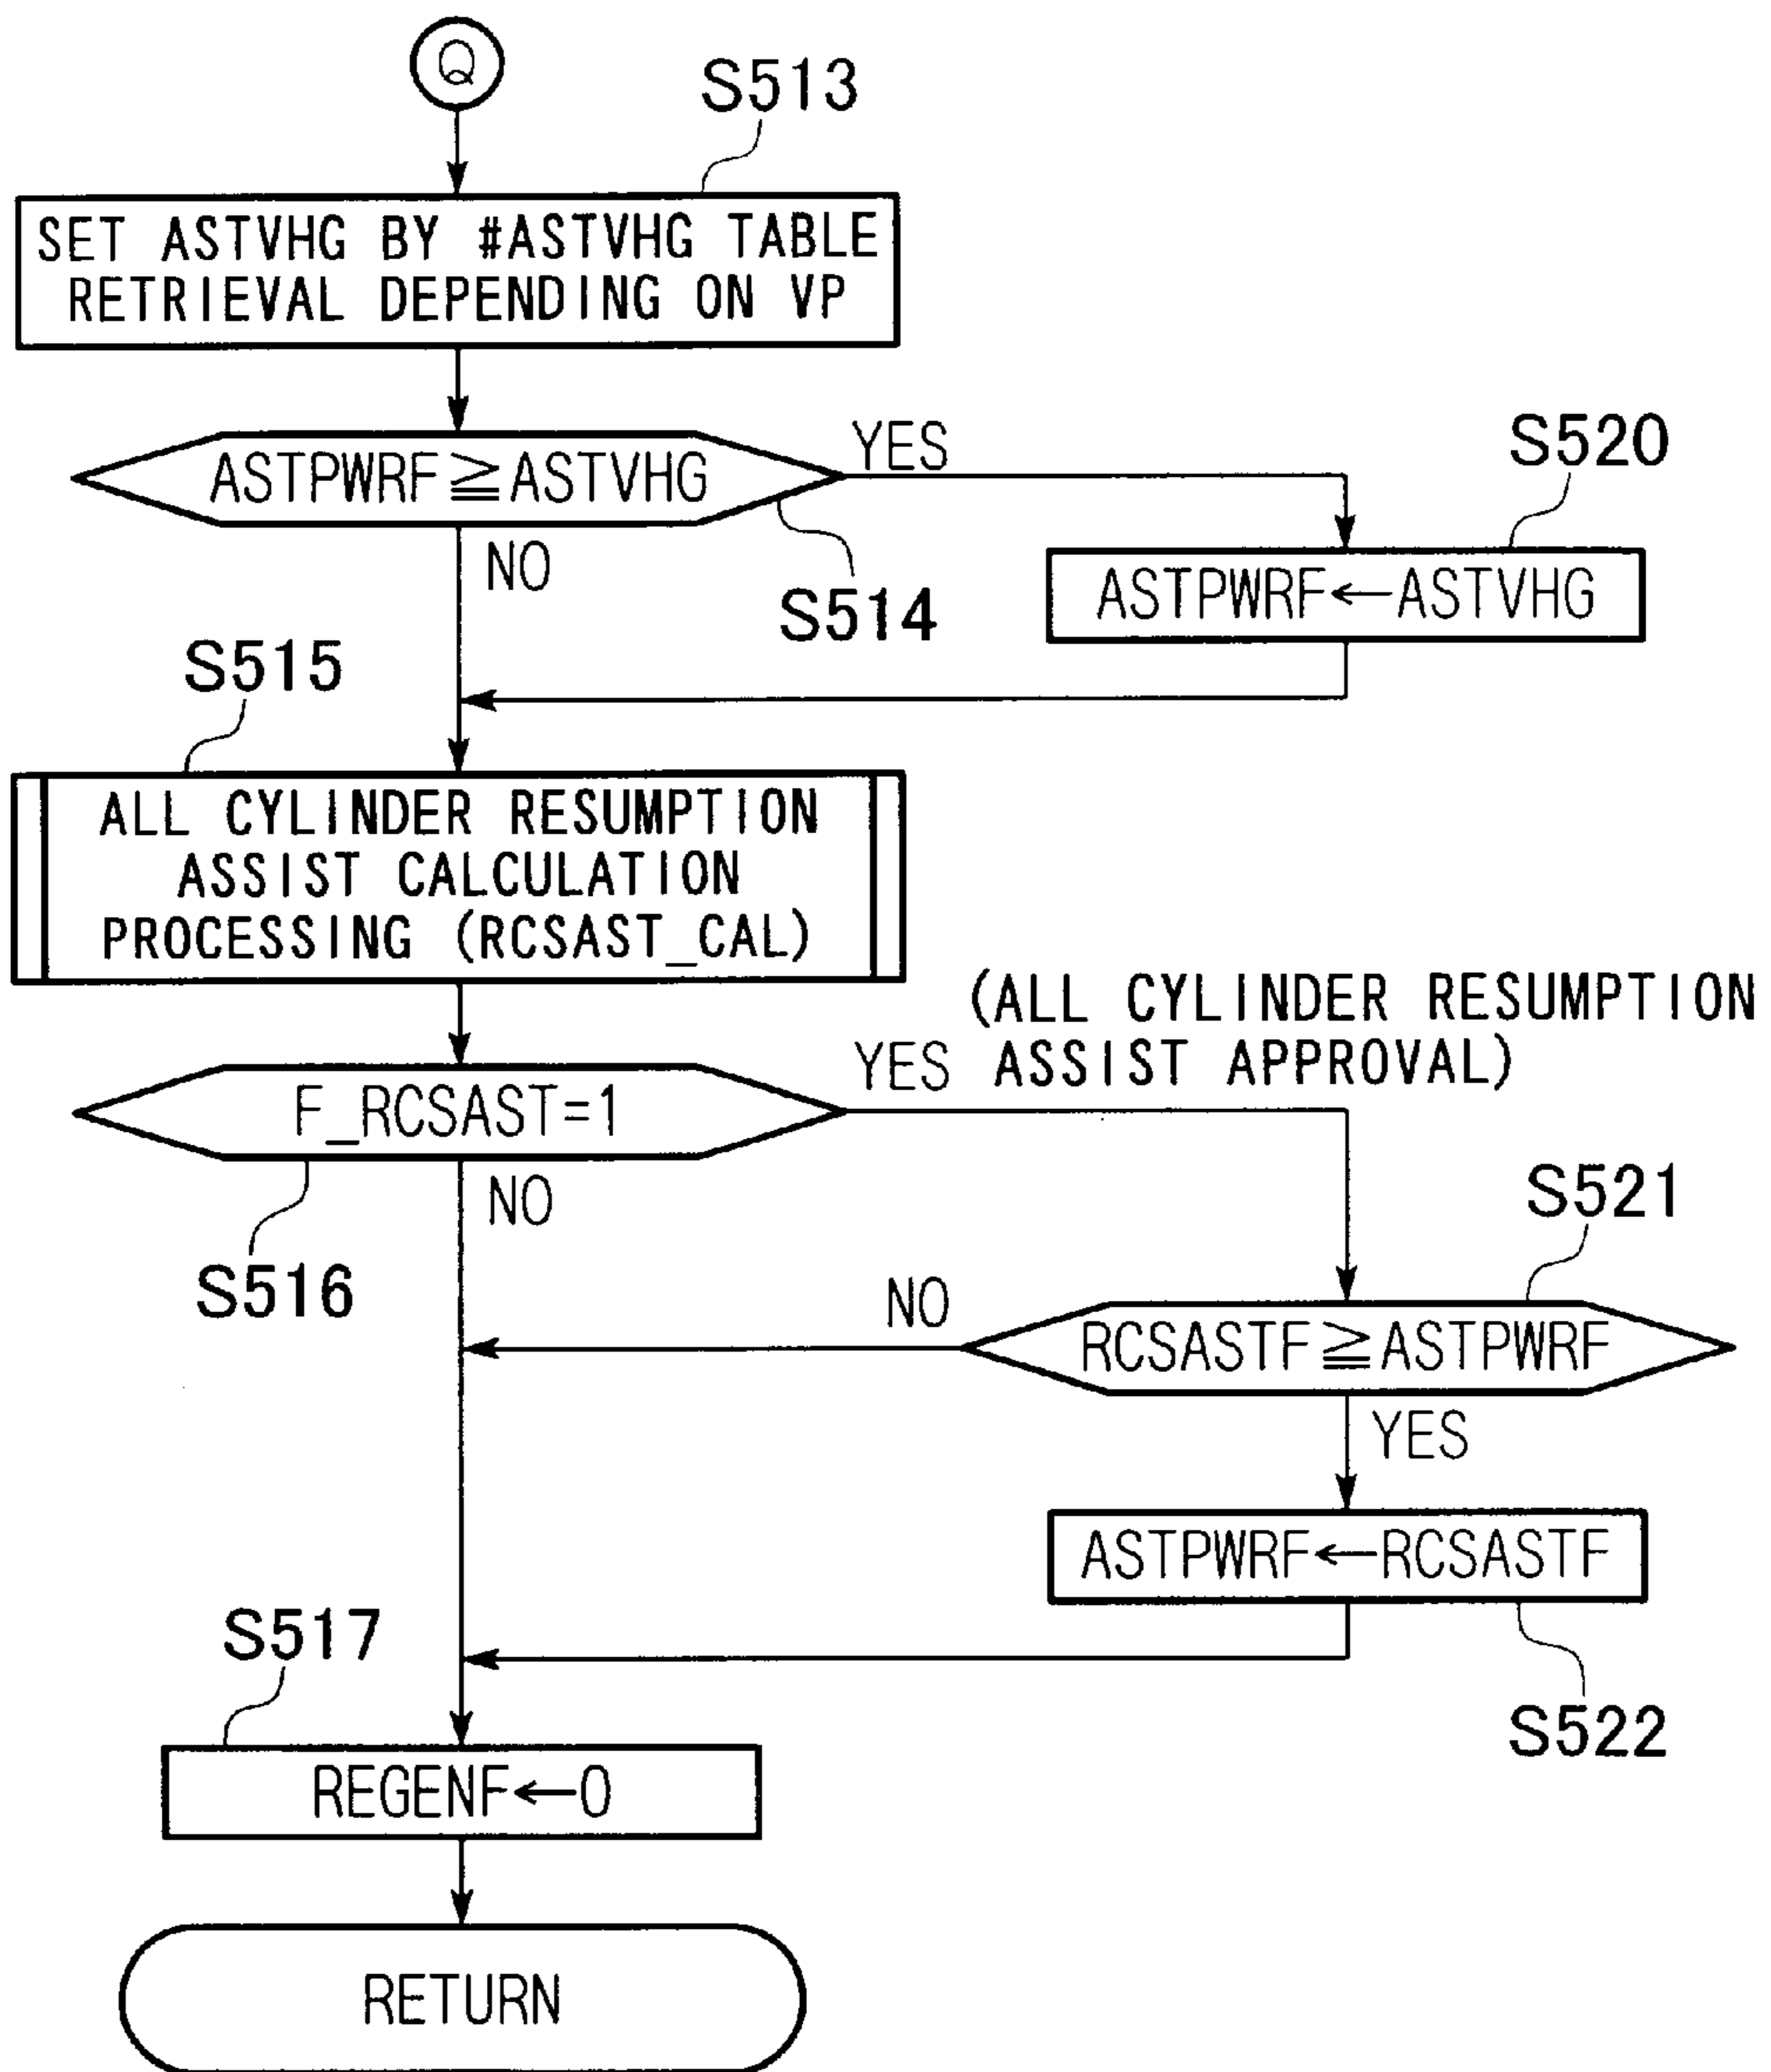 Q
S513
SET ASTVHG BY #ASTVHG TABLE
RETRIEVAL DEPENDING ON VP
ASTPWRF≧ASTVHG
YES
NO
S514
S520
ASTPWRF←ASTVHG
S515
ALL CYLINDER RESUMPTION
ASSIST CALCULATION
PROCESSING (RCSAST_CAL)
F_RCSAST=1
YES
(ALL CYLINDER RESUMPTION
ASSIST APPROVAL)
NO
S516
S521
NO
RCSASTF≧ASTPWRF
YES
ASTPWRF←RCSASTF
S522
S517
REGENF←0
RETURN